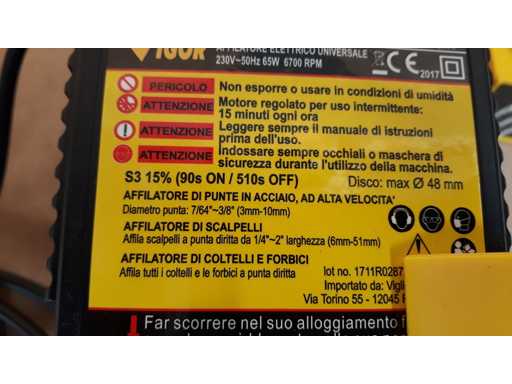 VIGOR
AFFILATORE ELETTRICO UNIVERSALE
230V~50Hz 65W 6700 RPM
2017
PERICOLO Non esporre o usare in condizioni di umidità
ATTENZIONE Motore regolato per uso intermittente:
15 minuti ogni ora
ATTENZIONE Leggere sempre il manuale di istruzioni
prima dell'uso.
ATTENZIONE Indossare sempre occhiali o maschera di
sicurezza durante l'utilizzo della macchina.
S3 15% (90s ON / 510s OFF) Disco: max Ø 48 mm
AFFILATORE DI PUNTE IN ACCIAIO, AD ALTA VELOCITA'
Diametro punta: 7/64"~3/8" (3mm-10mm)
AFFILATORE DI SCALPELLI
Affila scalpelli a punta diritta da 1/4"~2" larghezza (6mm-51mm)
AFFILATORE DI COLTELLI E FORBICI
Affila tutti i coltelli e le forbici a punta diritta
lot no. 1711R0287
Importato da: Vigl
Via Torino 55 - 12045
Far scorrere nel suo alloggiamento f